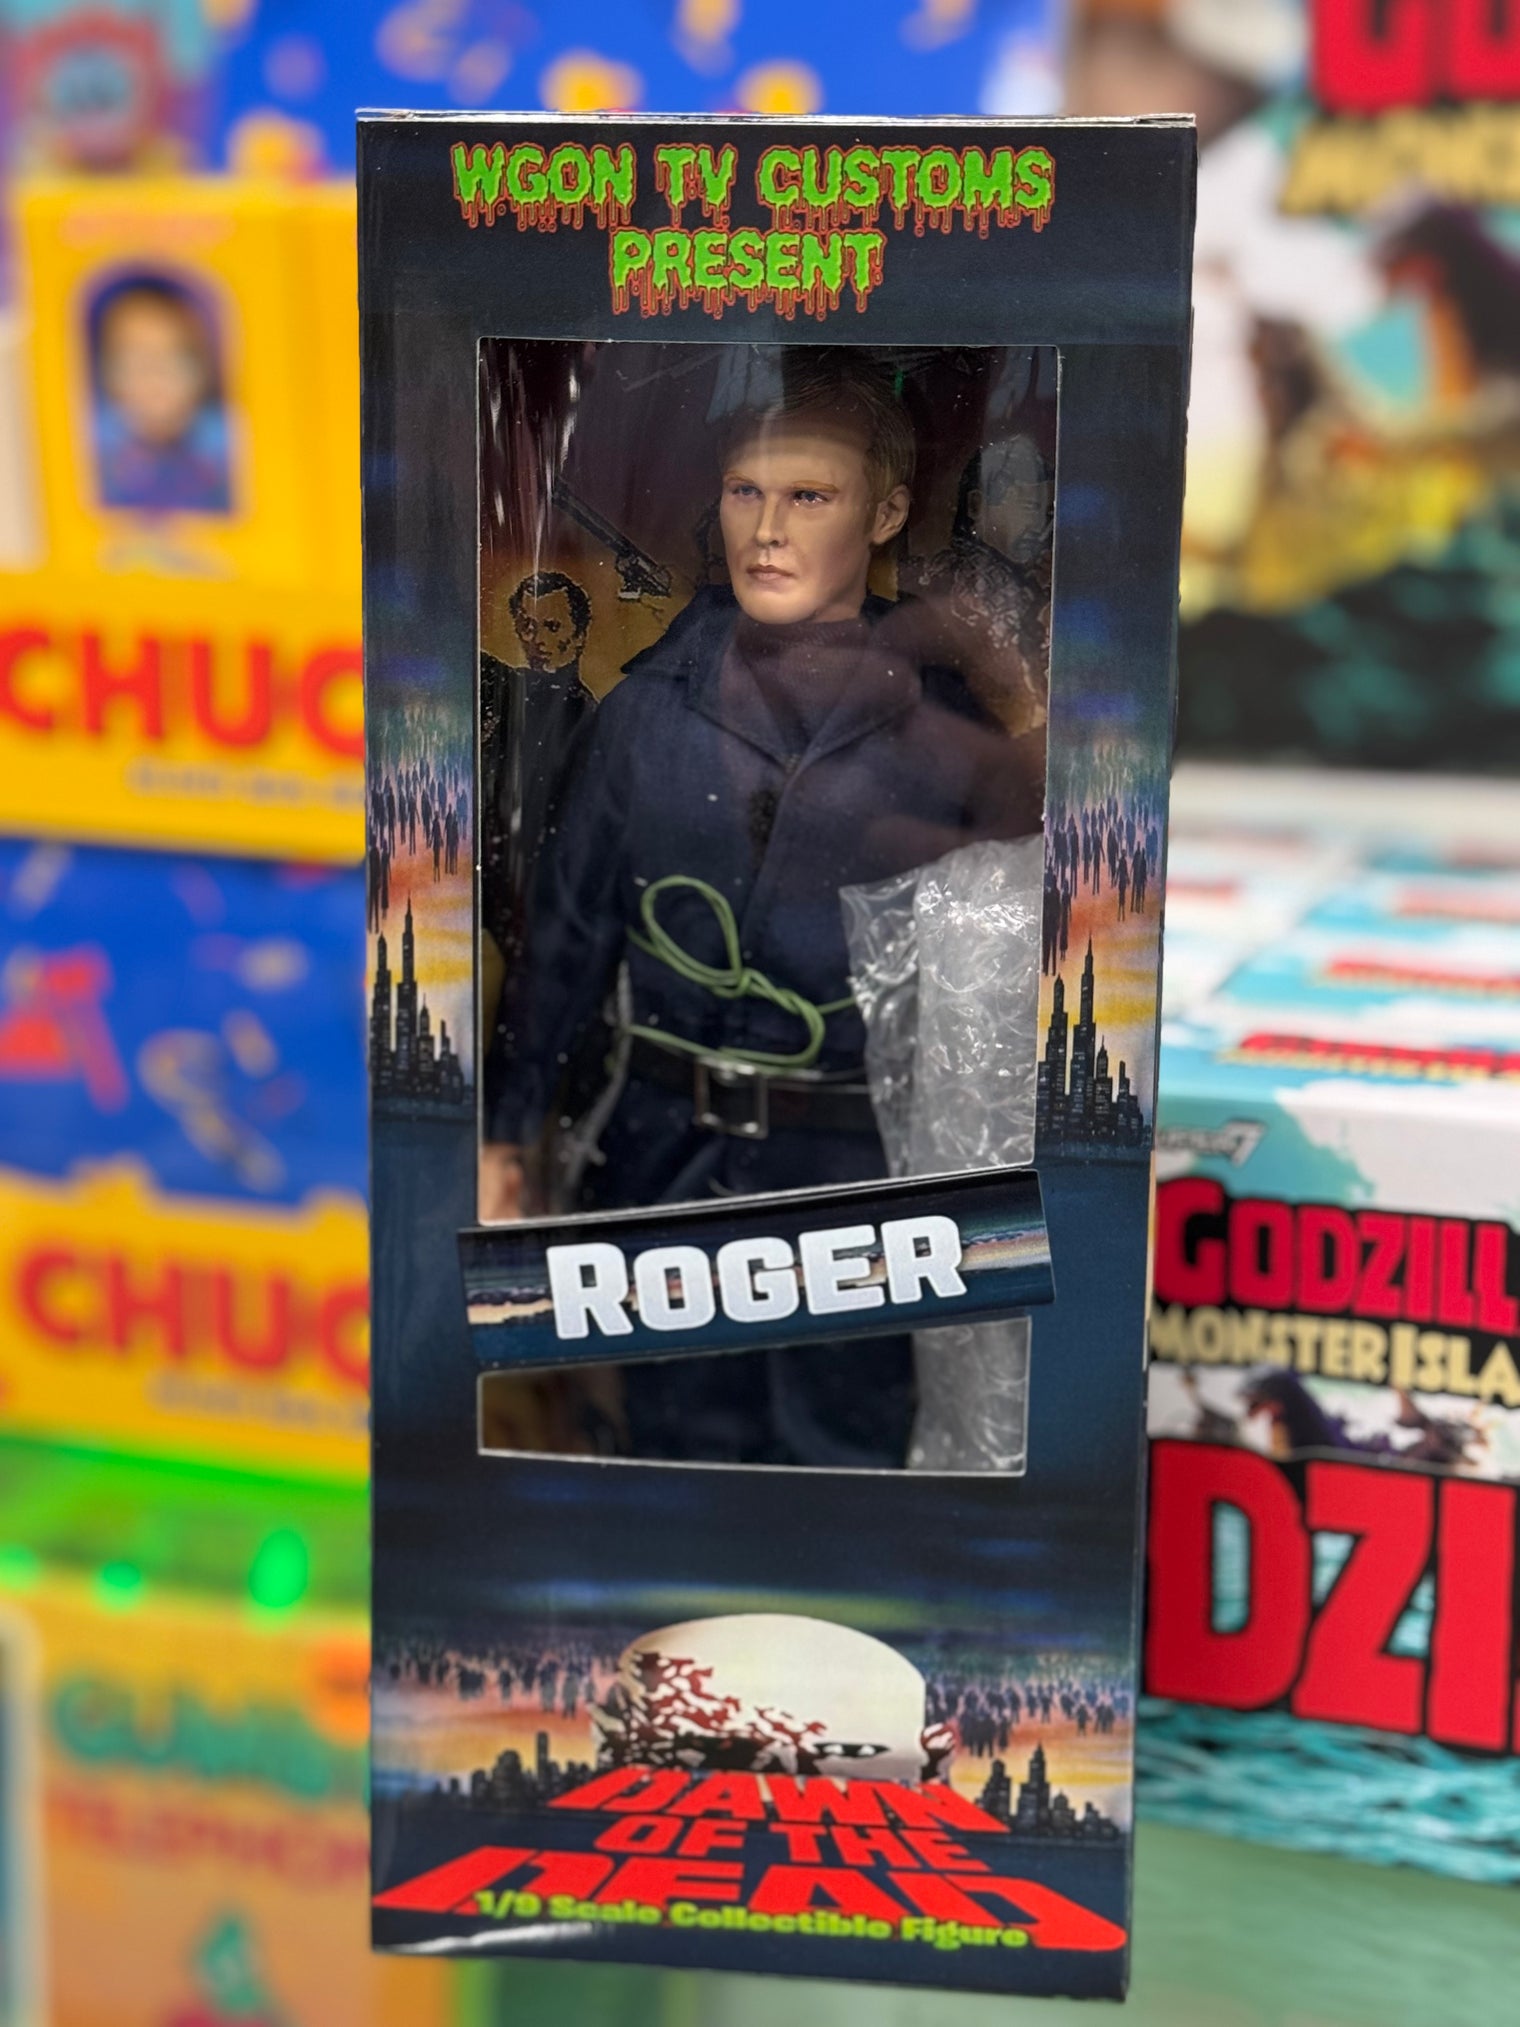 WGON TV CUSTOMS
PRESENT
ROGER
DAWN
OF THE
DEAD
1/9 Scale Collectible Figure
CHUC
CHUC
GODZILL
MONSTER ISLA
DZI